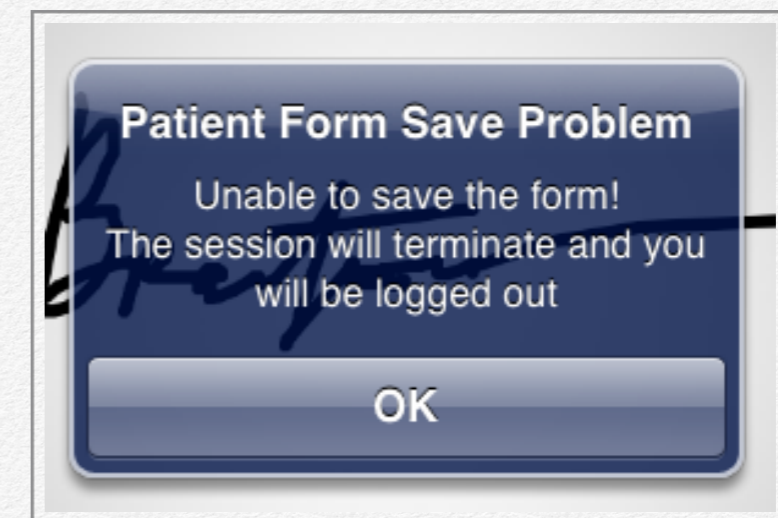 Patient Form Save Problem
Unable to save the form!
The session will terminate and you
will be logged out
OK